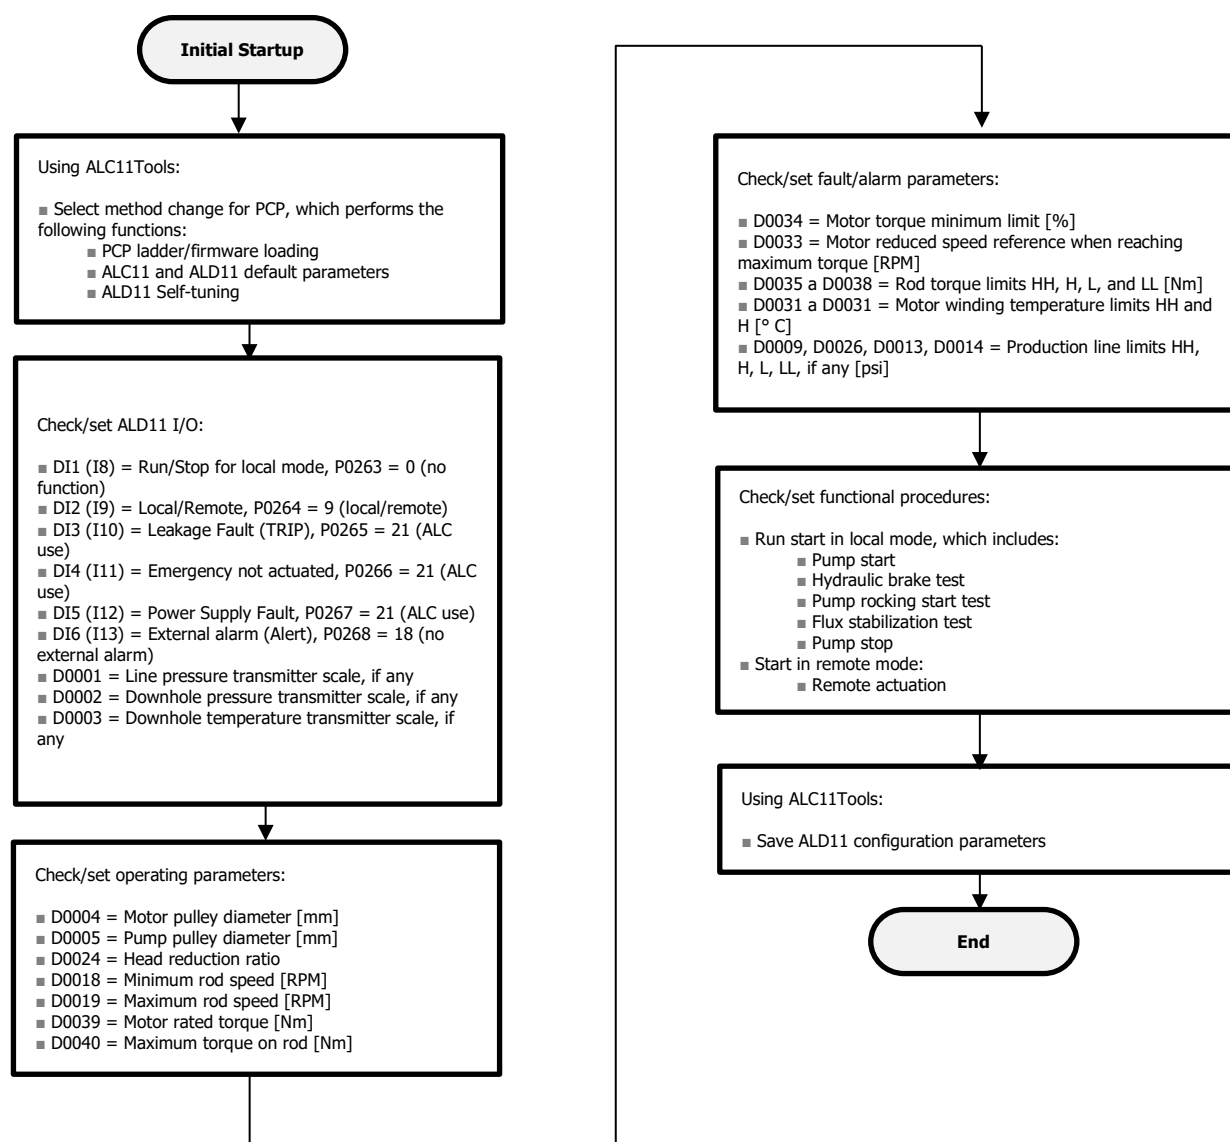 Initial Startup
Using ALC11Tools:
■ Select method change for PCP, which performs the
following functions:
■ PCP ladder/firmware loading
■ ALC11 and ALD11 default parameters
■ ALD11 Self-tuning
Check/set ALD11 I/O:
■ DI1 (I8) = Run/Stop for local mode, P0263 = 0 (no
function)
■ DI2 (I9) = Local/Remote, P0264 = 9 (local/remote)
■ DI3 (I10) = Leakage Fault (TRIP), P0265 = 21 (ALC
use)
■ DI4 (I11) = Emergency not actuated, P0266 = 21 (ALC
use)
■ DI5 (I12) = Power Supply Fault, P0267 = 21 (ALC use)
■ DI6 (I13) = External alarm (Alert), P0268 = 18 (no
external alarm)
■ D0001 = Line pressure transmitter scale, if any
■ D0002 = Downhole pressure transmitter scale, if any
■ D0003 = Downhole temperature transmitter scale, if
any
Check/set operating parameters:
■ D0004 = Motor pulley diameter [mm]
■ D0005 = Pump pulley diameter [mm]
■ D0024 = Head reduction ratio
■ D0018 = Minimum rod speed [RPM]
■ D0019 = Maximum rod speed [RPM]
■ D0039 = Motor rated torque [Nm]
■ D0040 = Maximum torque on rod [Nm]
Check/set fault/alarm parameters:
■ D0034 = Motor torque minimum limit [%]
■ D0033 = Motor reduced speed reference when reaching
maximum torque [RPM]
■ D0035 a D0038 = Rod torque limits HH, H, L, and LL [Nm]
■ D0031 a D0031 = Motor winding temperature limits HH and
H [° C]
■ D0009, D0026, D0013, D0014 = Production line limits HH,
H, L, LL, if any [psi]
Check/set functional procedures:
■ Run start in local mode, which includes:
■ Pump start
■ Hydraulic brake test
■ Pump rocking start test
■ Flux stabilization test
■ Pump stop
■ Start in remote mode:
■ Remote actuation
Using ALC11Tools:
■ Save ALD11 configuration parameters
End